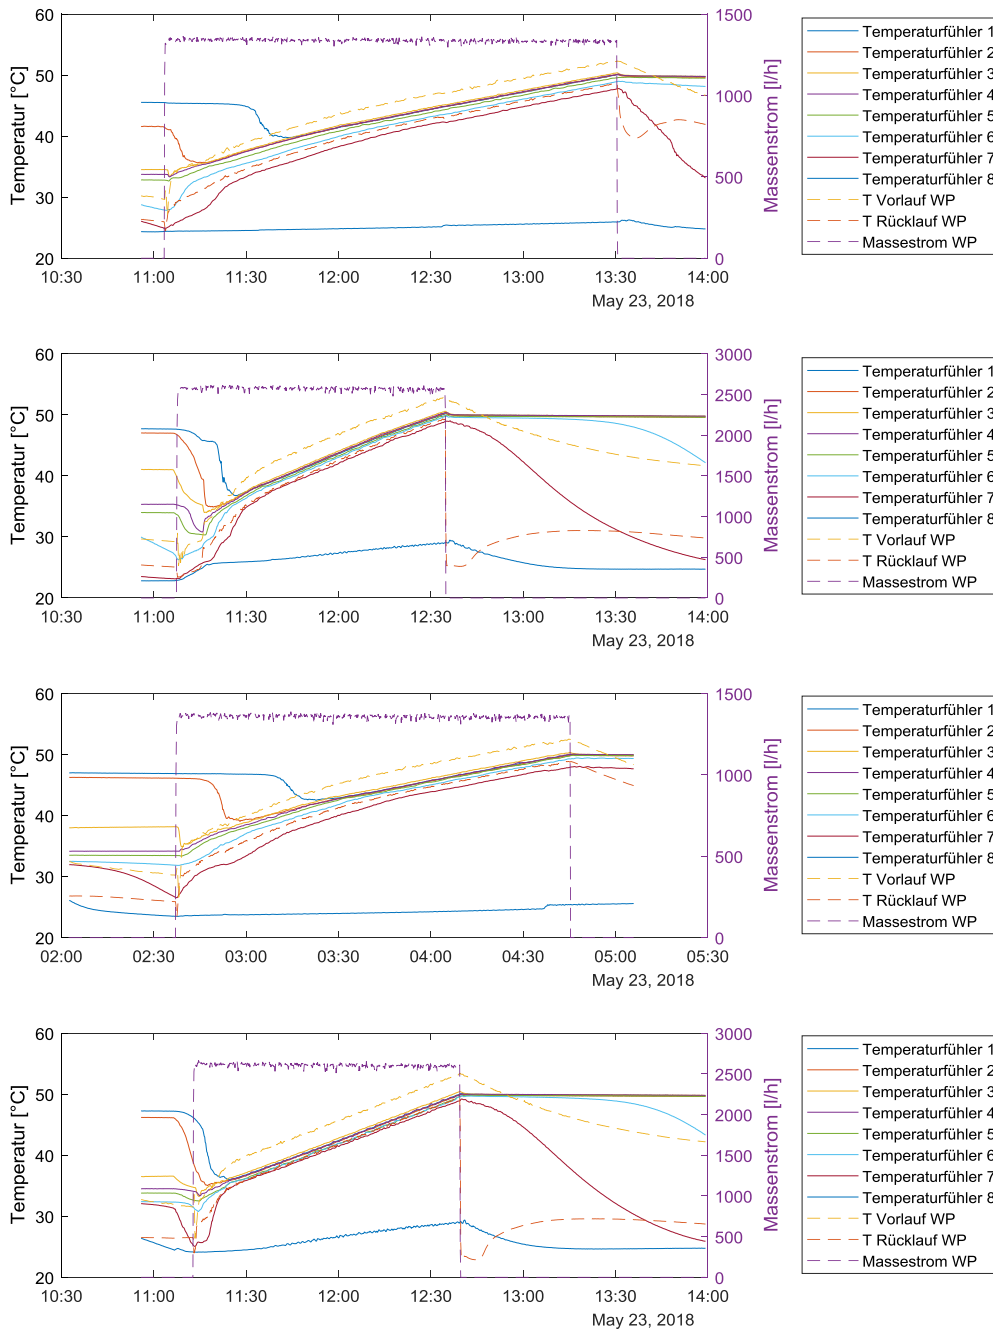 60
50
40
30
20
Temperatur [°C]
1500
1000
500
0
Massenstrom [l/h]
10:30 11:00 11:30 12:00 12:30 13:00 13:30 14:00
May 23, 2018
Temperaturfühler 1
Temperaturfühler 2
Temperaturfühler 3
Temperaturfühler 4
Temperaturfühler 5
Temperaturfühler 6
Temperaturfühler 7
Temperaturfühler 8
T Vorlauf WP
T Rücklauf WP
Massestrom WP
60
50
40
30
20
Temperatur [°C]
3000
2500
2000
1500
1000
500
0
Massenstrom [l/h]
10:30 11:00 11:30 12:00 12:30 13:00 13:30 14:00
May 23, 2018
Temperaturfühler 1
Temperaturfühler 2
Temperaturfühler 3
Temperaturfühler 4
Temperaturfühler 5
Temperaturfühler 6
Temperaturfühler 7
Temperaturfühler 8
T Vorlauf WP
T Rücklauf WP
Massestrom WP
60
50
40
30
20
Temperatur [°C]
1500
1000
500
0
Massenstrom [l/h]
02:00 02:30 03:00 03:30 04:00 04:30 05:00 05:30
May 23, 2018
Temperaturfühler 1
Temperaturfühler 2
Temperaturfühler 3
Temperaturfühler 4
Temperaturfühler 5
Temperaturfühler 6
Temperaturfühler 7
Temperaturfühler 8
T Vorlauf WP
T Rücklauf WP
Massestrom WP
60
50
40
30
20
Temperatur [°C]
3000
2500
2000
1500
1000
500
0
Massenstrom [l/h]
10:30 11:00 11:30 12:00 12:30 13:00 13:30 14:00
May 23, 2018
Temperaturfühler 1
Temperaturfühler 2
Temperaturfühler 3
Temperaturfühler 4
Temperaturfühler 5
Temperaturfühler 6
Temperaturfühler 7
Temperaturfühler 8
T Vorlauf WP
T Rücklauf WP
Massestrom WP